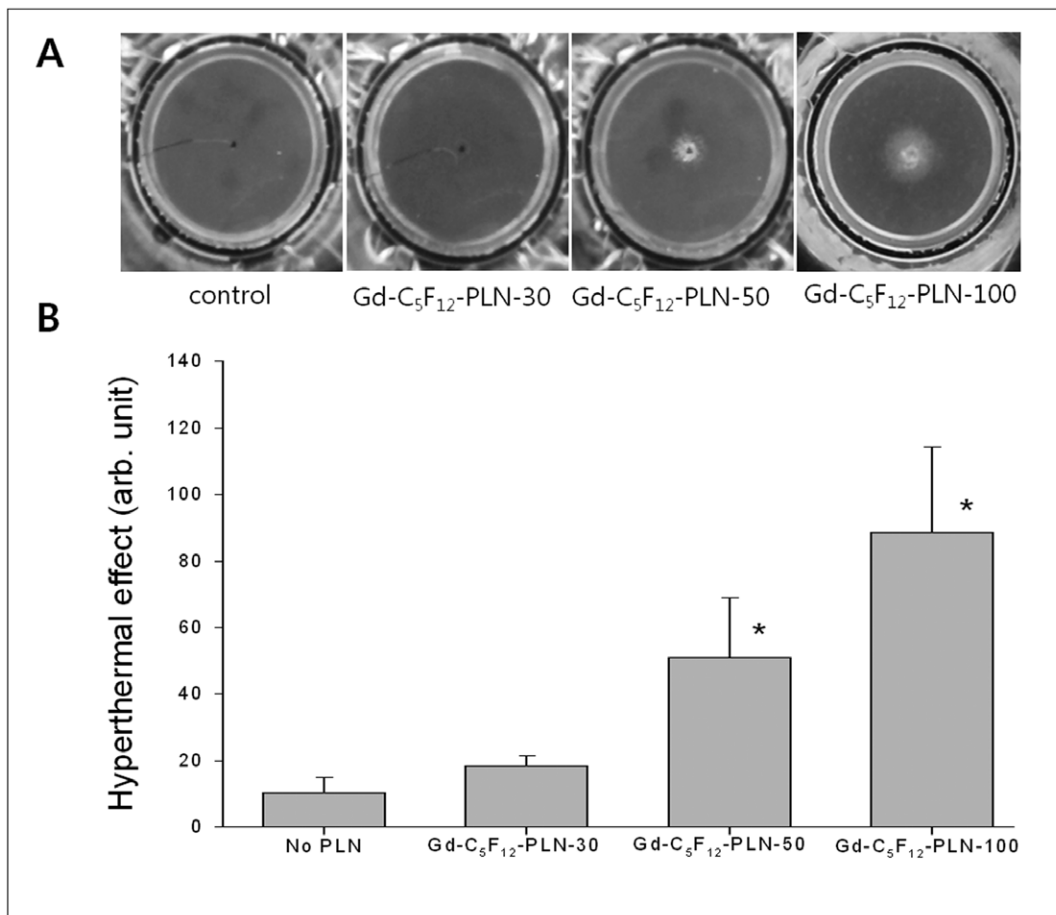 A
control
Gd-C₅F₁₂-PLN-30
Gd-C₅F₁₂-PLN-50
Gd-C₅F₁₂-PLN-100
B
Hyperthermal effect (arb. unit)
140
120
100
80
60
40
20
0
*
*
No PLN
Gd-C₅F₁₂-PLN-30
Gd-C₅F₁₂-PLN-50
Gd-C₅F₁₂-PLN-100